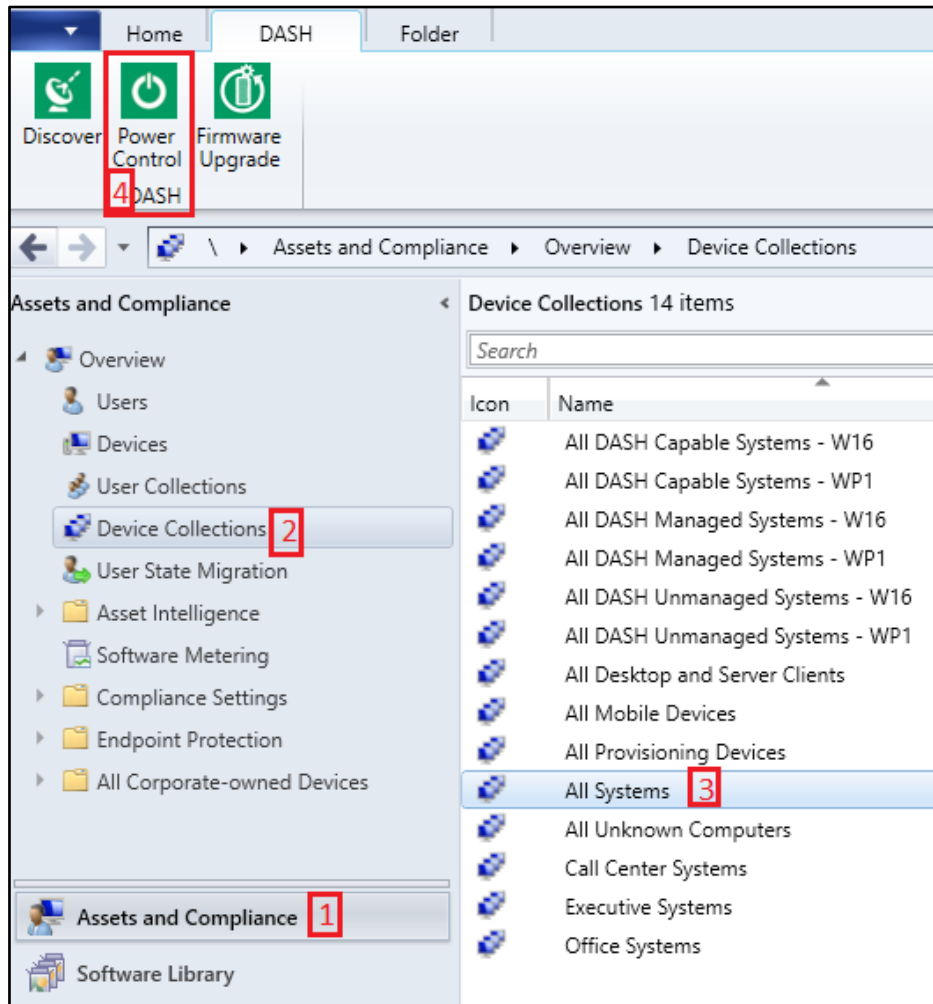 Home DASH Folder
Discover Power Control Firmware Upgrade
4 DASH
\ Assets and Compliance Overview Device Collections
Assets and Compliance
Overview
Users
Devices
User Collections
Device Collections 2
User State Migration
Asset Intelligence
Software Metering
Compliance Settings
Endpoint Protection
All Corporate-owned Devices
Assets and Compliance 1
Software Library
Device Collections 14 items
Search
Icon Name
All DASH Capable Systems - W16
All DASH Capable Systems - WP1
All DASH Managed Systems - W16
All DASH Managed Systems - WP1
All DASH Unmanaged Systems - W16
All DASH Unmanaged Systems - WP1
All Desktop and Server Clients
All Mobile Devices
All Provisioning Devices
All Systems 3
All Unknown Computers
Call Center Systems
Executive Systems
Office Systems